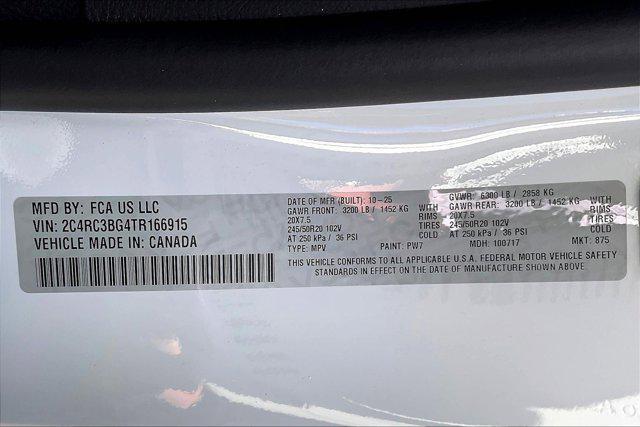 MFD BY: FCA US LLC
VIN: 2C4RC3BG4TR166915
VEHICLE MADE IN: CANADA
DATE OF MFR (BUILT): 10-25
GVWR: 6300 LB / 2858 KG
GAWR FRONT: 3200 LB / 1452 KG WITH
GAWR REAR: 3200 LB / 1452 KG WITH
20X7.5 RIMS
20X7.5 RIMS
245/50R20 102V TIRES
245/50R20 102V TIRES
AT 250 kPa / 36 PSI COLD
AT 250 kPa / 36 PSI COLD
TYPE: MPV PAINT: PW7 MDH: 100717 MKT: 875
THIS VEHICLE CONFORMS TO ALL APPLICABLE U.S.A. FEDERAL MOTOR VEHICLE SAFETY
STANDARDS IN EFFECT ON THE DATE OF MANUFACTURE SHOWN ABOVE.